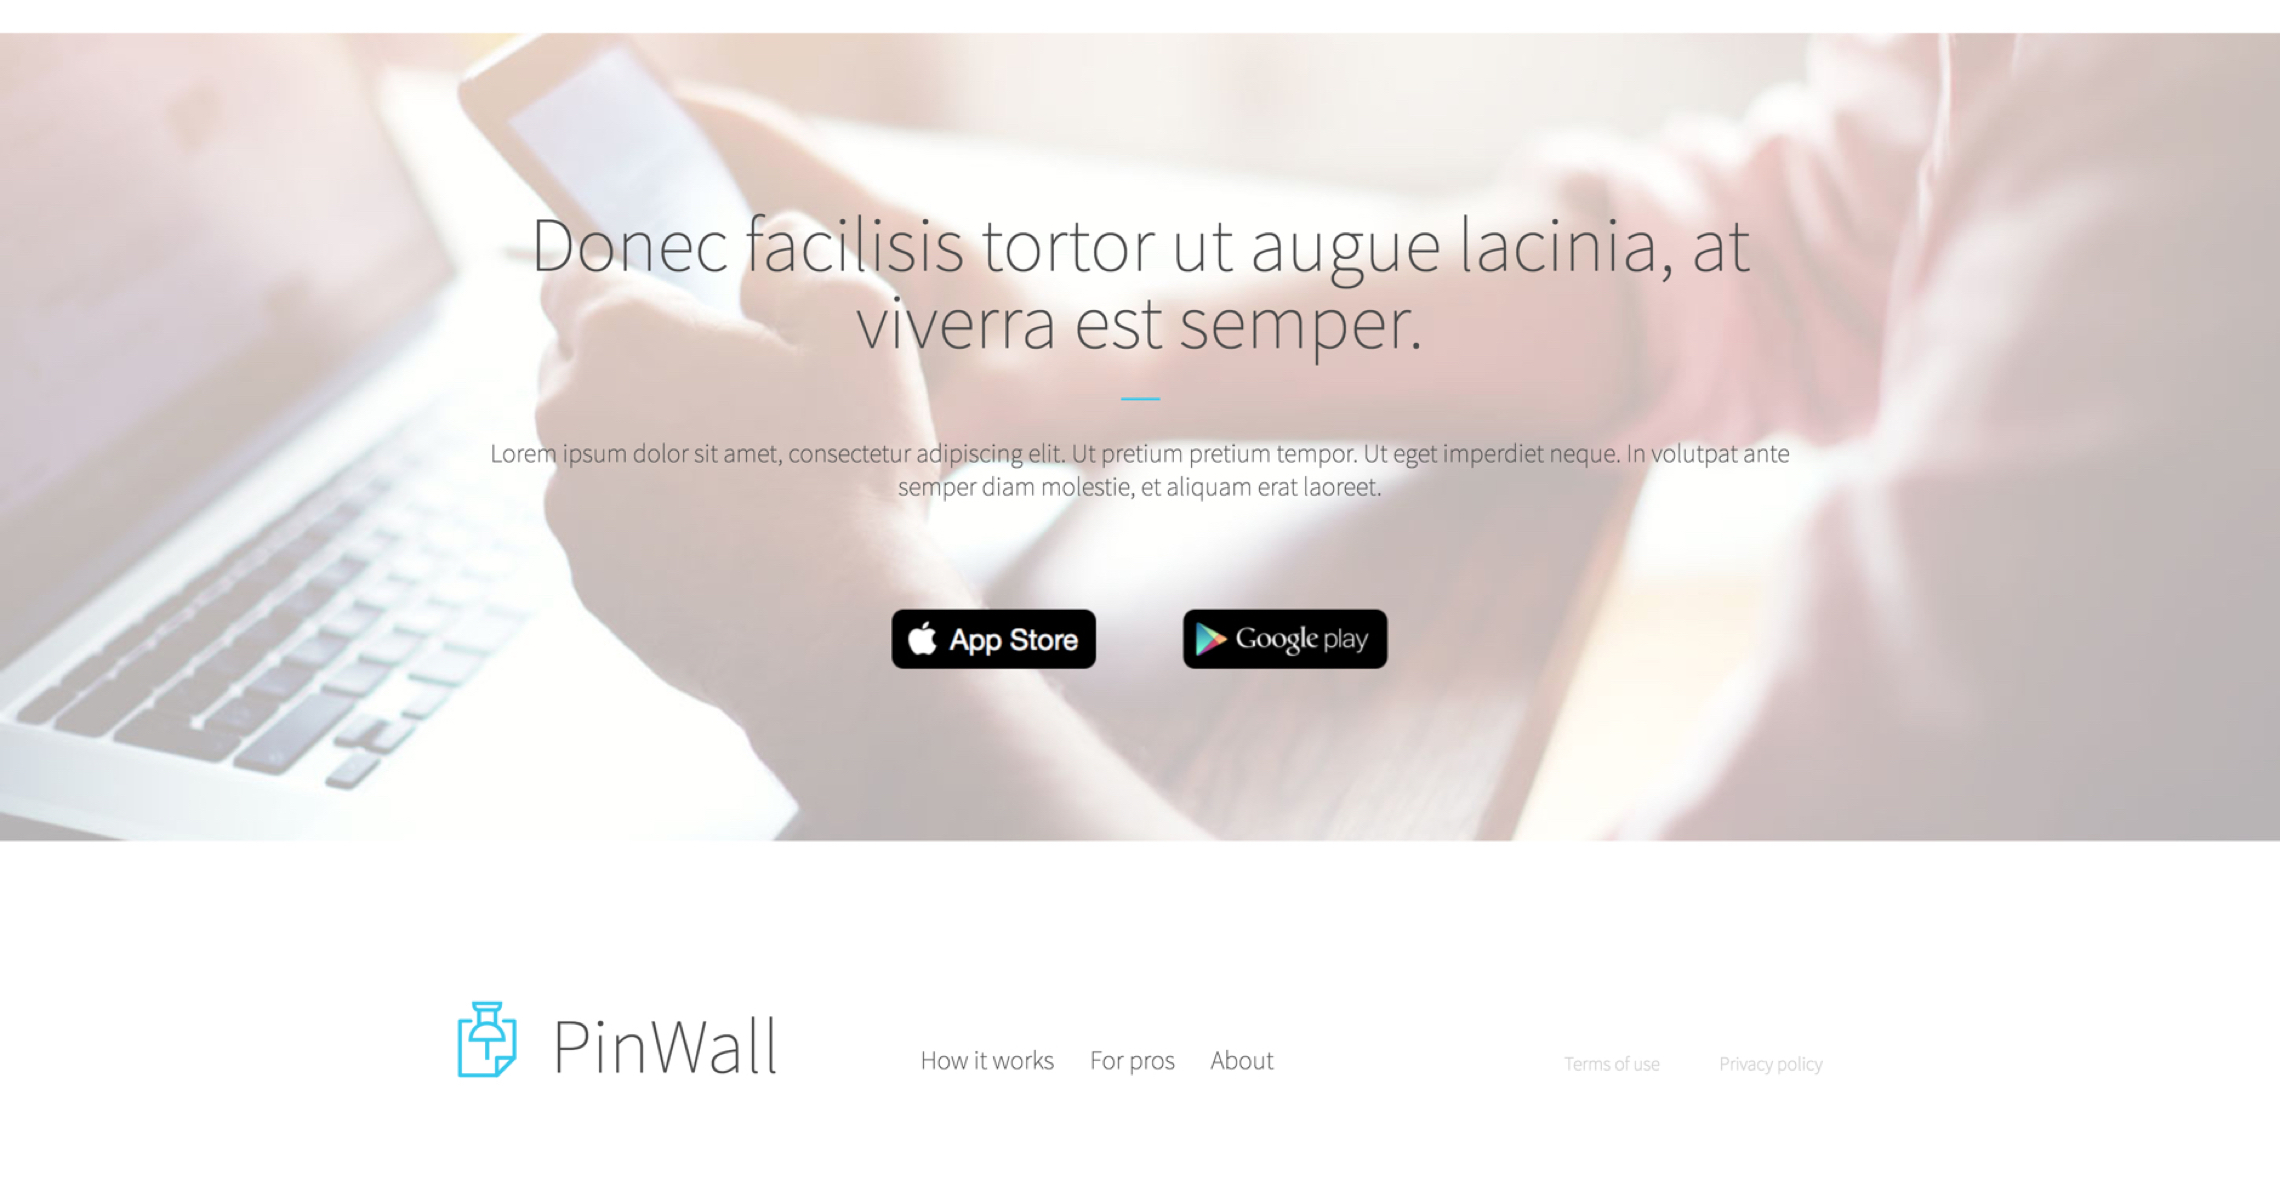 Donec facilisis tortor ut augue lacinia, at
viverra est semper.
Lorem ipsum dolor sit amet, consectetur adipiscing elit. Ut pretium pretium tempor. Ut eget imperdiet neque. In volutpat ante
semper diam molestie, et aliquam erat laoreet.
App Store
Google play
PinWall
How it works
For pros
About
Terms of use
Privacy policy